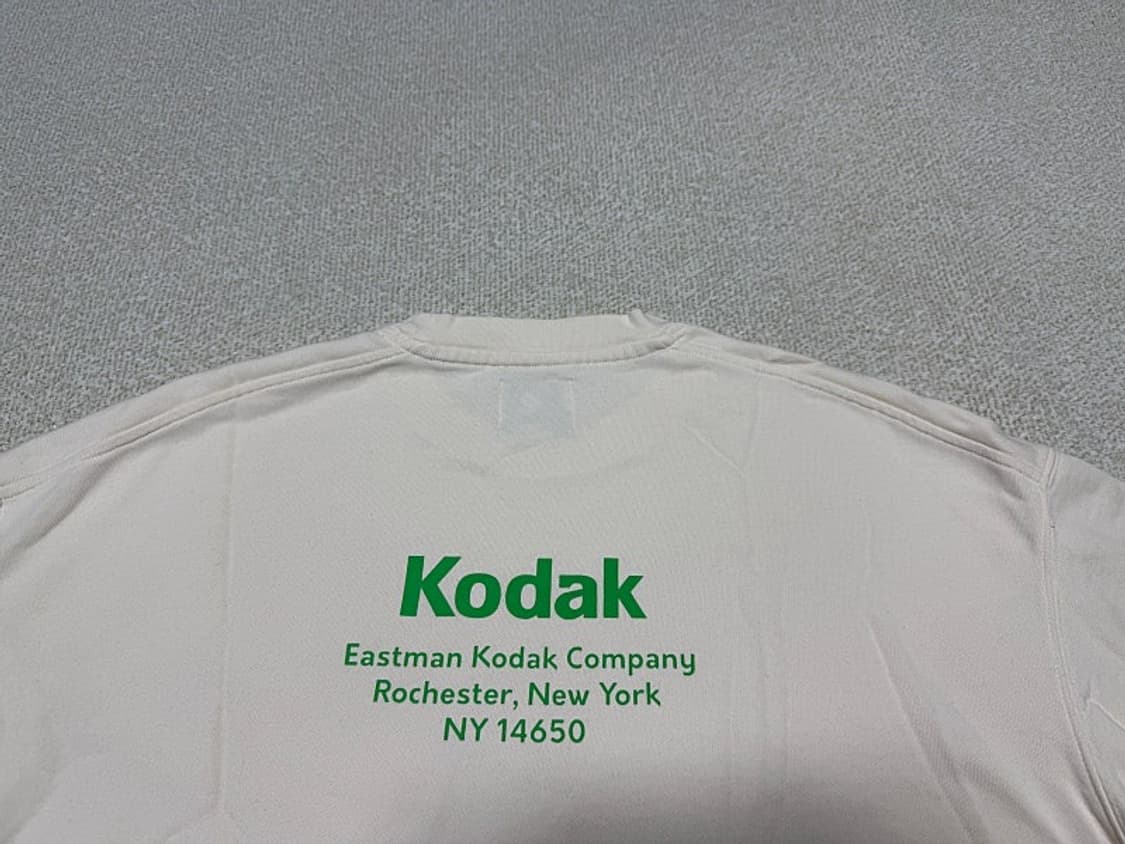 Kodak
Eastman Kodak Company
Rochester, New York
NY 14650